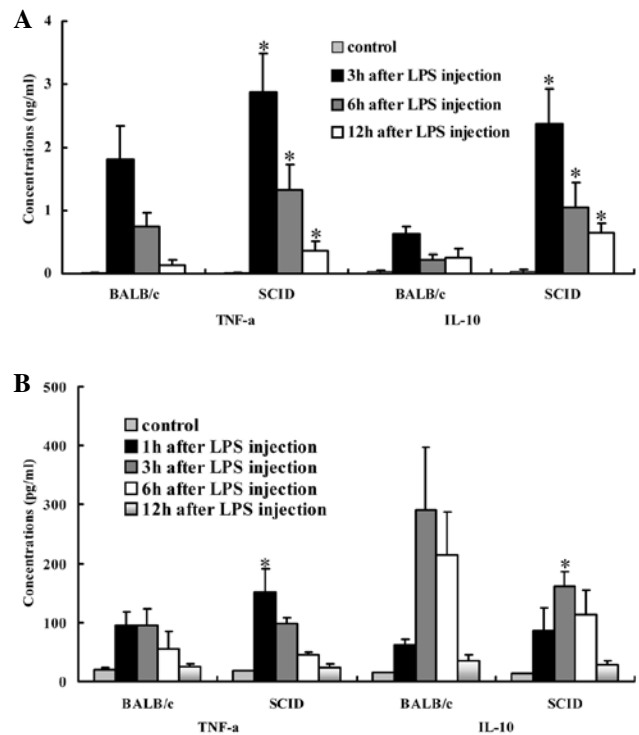 A
Concentrations (ng/ml)
4
3
2
1
0
control
3h after LPS injection
6h after LPS injection
12h after LPS injection
*
*
*
*
*
*
BALB/c
SCID
BALB/c
SCID
TNF-a
IL-10
B
Concentrations (pg/ml)
500
400
300
200
100
0
control
1h after LPS injection
3h after LPS injection
6h after LPS injection
12h after LPS injection
*
*
BALB/c
SCID
BALB/c
SCID
TNF-a
IL-10